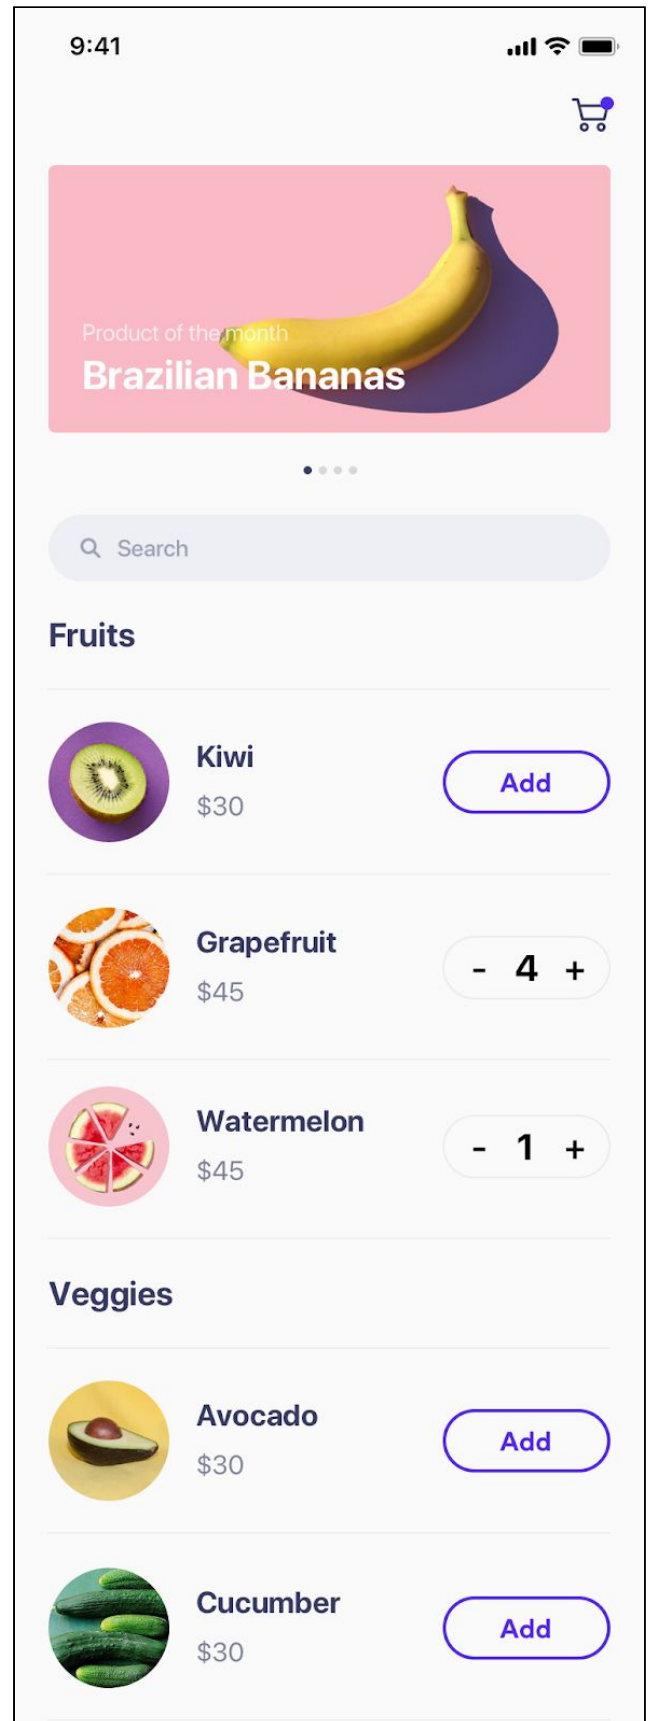 9:41
Product of the month
Brazilian Bananas
Search
Fruits
Kiwi
$30
Add
Grapefruit
$45
- 4 +
Watermelon
$45
- 1 +
Veggies
Avocado
$30
Add
Cucumber
$30
Add